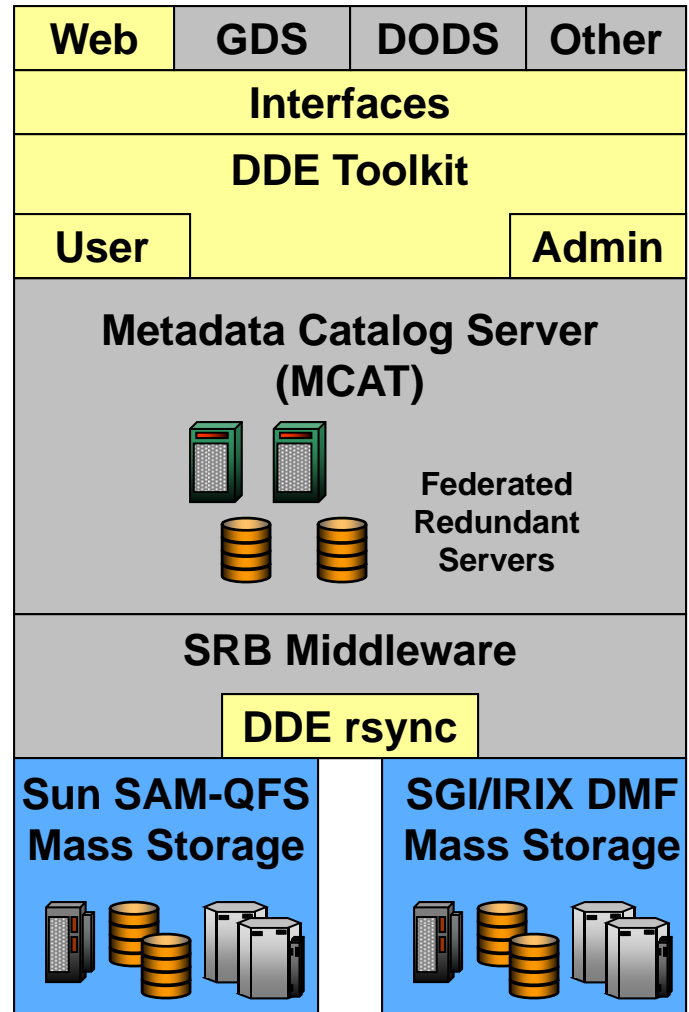 Web GDS DODS Other
Interfaces
DDE Toolkit
User Admin
Metadata Catalog Server
(MCAT)
Federated
Redundant
Servers
SRB Middleware
DDE rsync
Sun SAM-QFS
Mass Storage
SGI/IRIX DMF
Mass Storage